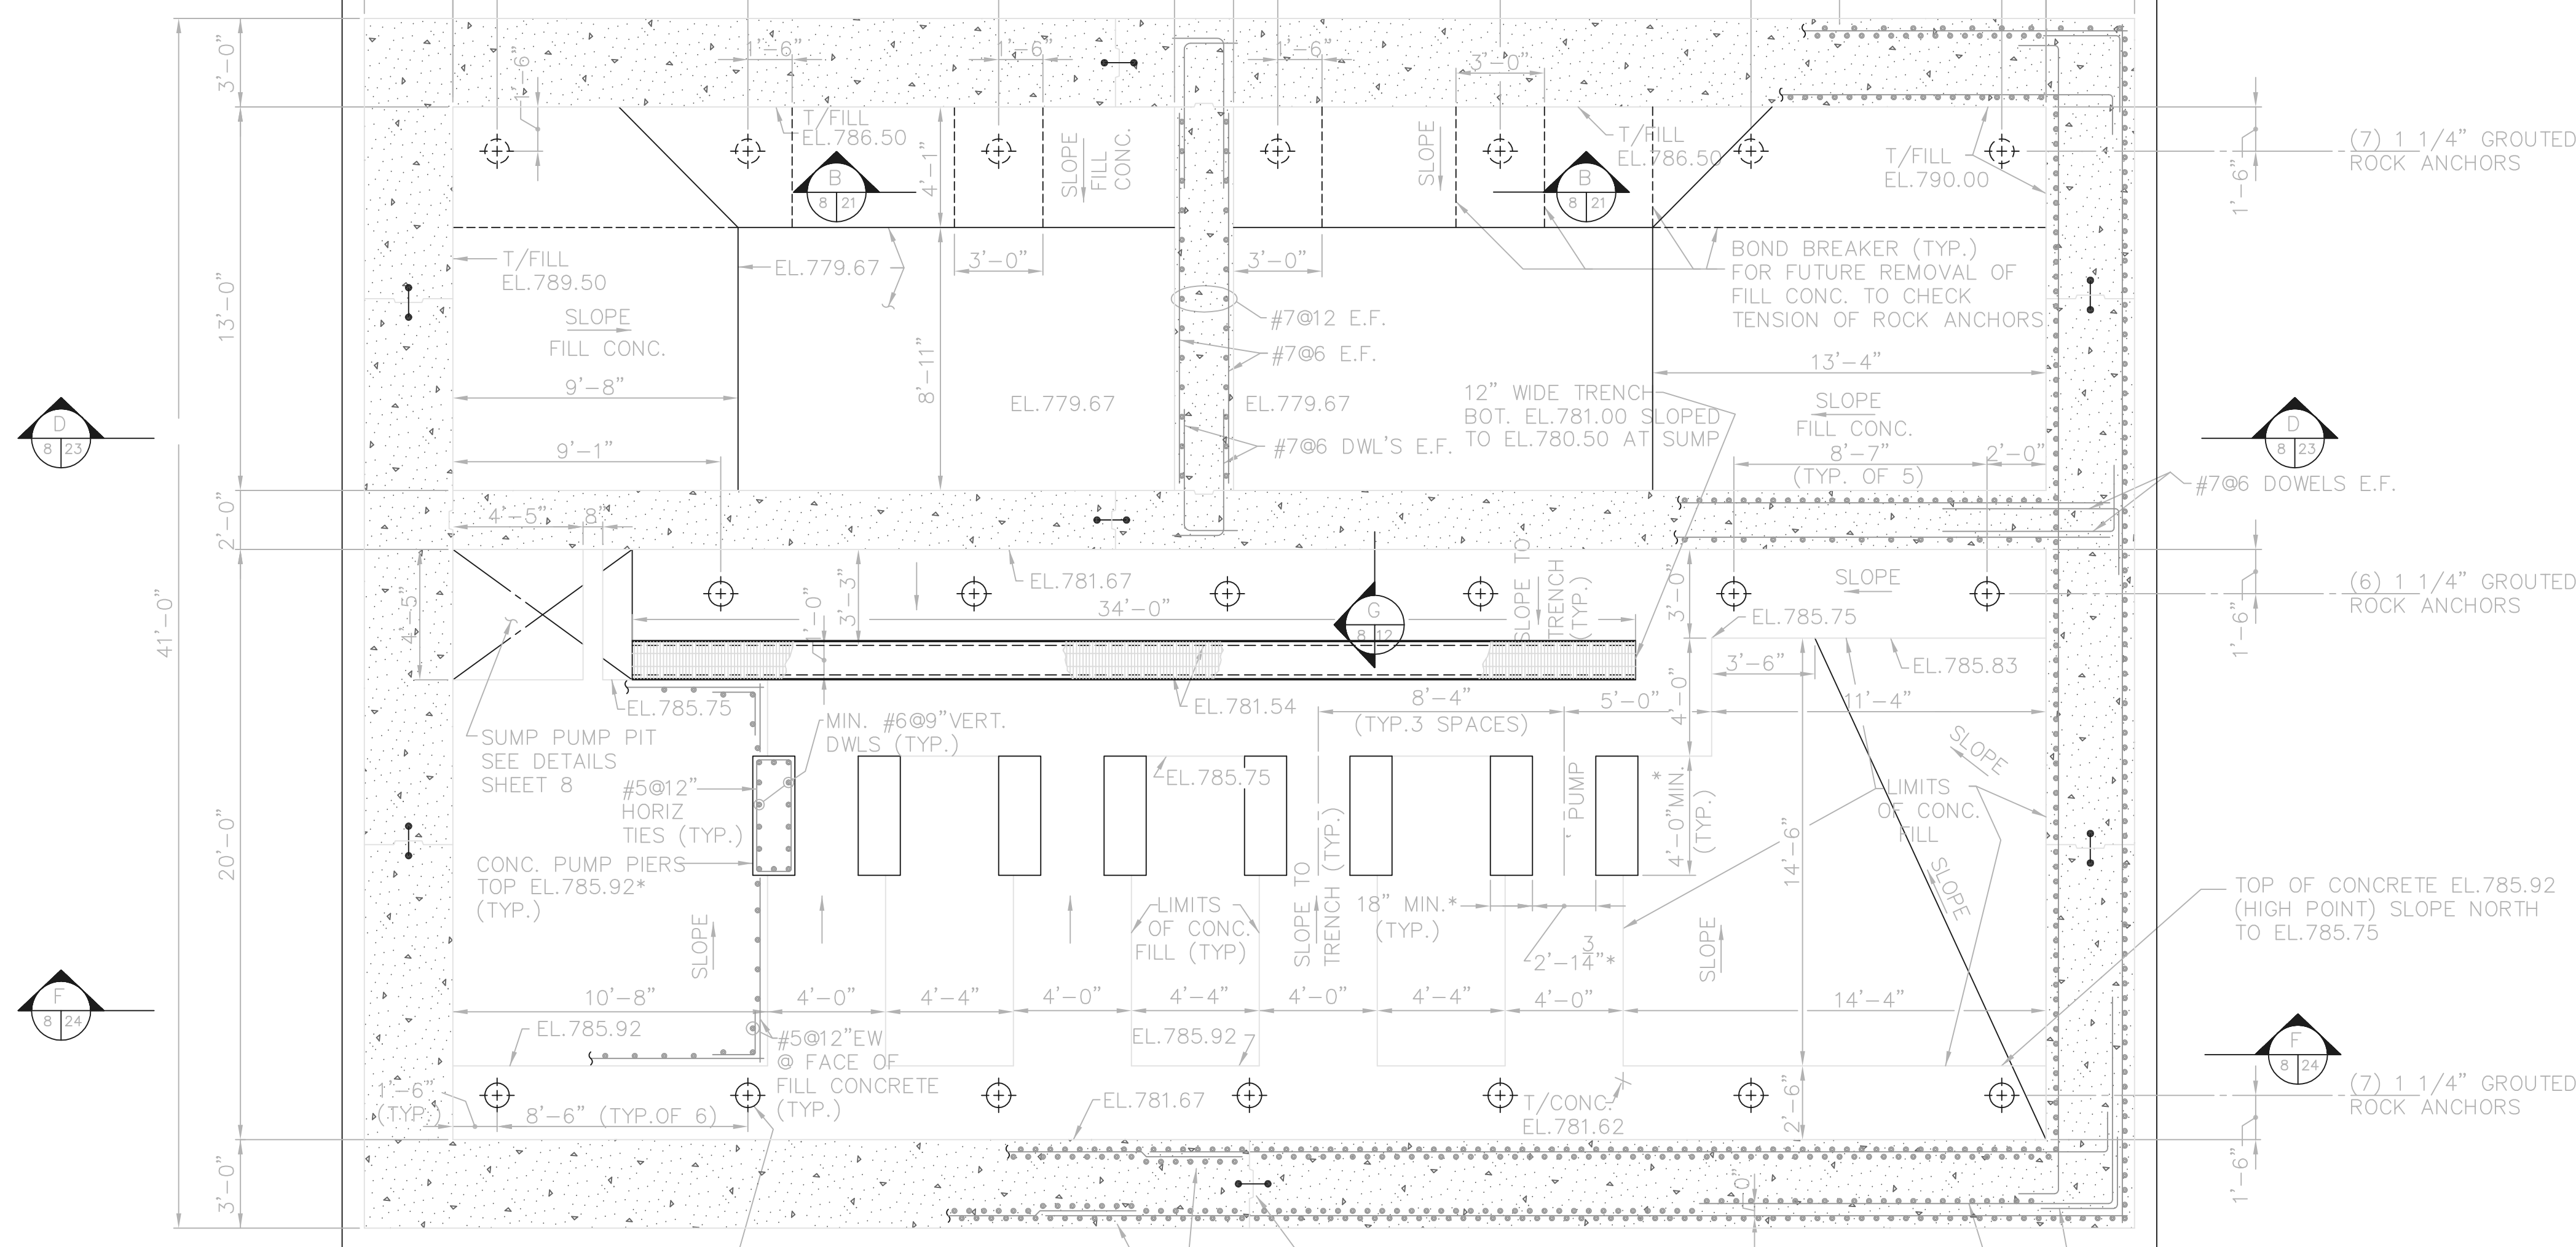 3'-0"
1'-6"
1'-6"
1'-6"
1'-6"
3'-0"
T/FILL
EL.786.50
SLOPE
FILL
CONC.
SLOPE
T/FILL
EL.786.50
T/FILL
EL.790.00
(7) 1 1/4" GROUTED
ROCK ANCHORS
1'-6"
B
8 21
B
8 21
4'-1"
13'-0"
T/FILL
EL.789.50
EL.779.67
3'-0"
3'-0"
BOND BREAKER (TYP.)
FOR FUTURE REMOVAL OF
FILL CONC. TO CHECK
TENSION OF ROCK ANCHORS
SLOPE
FILL CONC.
#7@12 E.F.
#7@6 E.F.
13'-4"
9'-8"
8'-11"
EL.779.67
EL.779.67
12" WIDE TRENCH
BOT. EL.781.00 SLOPED
TO EL.780.50 AT SUMP
SLOPE
FILL CONC.
D
8 23
D
8 23
9'-1"
#7@6 DWL'S E.F.
8'-7"
(TYP. OF 5)
2'-0"
#7@6 DOWELS E.F.
2'-0"
4'-5"
8"
41'-0"
4'-5"
EL.781.67
3'-3"
1'-0"
34'-0"
SLOPE TO
TRENCH
(TYP.)
G
8 12
3'-0"
SLOPE
EL.785.75
(6) 1 1/4" GROUTED
ROCK ANCHORS
1'-6"
3'-6"
EL.785.83
EL.785.75
EL.781.54
8'-4"
(TYP.3 SPACES)
5'-0"
4'-0"
11'-4"
SUMP PUMP PIT
SEE DETAILS
SHEET 8
MIN. #6@9"VERT.
DWLS (TYP.)
#5@12"
HORIZ
TIES (TYP.)
EL.785.75
PUMP
*
4'-0"MIN.
(TYP.)
SLOPE
LIMITS
OF CONC.
FILL
20'-0"
CONC. PUMP PIERS
TOP EL.785.92*
(TYP.)
14'-6"
SLOPE
SLOPE
LIMITS
OF CONC.
FILL (TYP)
SLOPE TO
TRENCH (TYP.)
18" MIN.*
(TYP.)
2'-1 3/4"*
SLOPE
TOP OF CONCRETE EL.785.92
(HIGH POINT) SLOPE NORTH
TO EL.785.75
F
8 24
F
8 24
10'-8"
4'-0"
4'-4"
4'-0"
4'-4"
4'-0"
4'-4"
4'-0"
14'-4"
EL.785.92
#5@12"EW
@ FACE OF
FILL CONCRETE
(TYP.)
EL.785.92
1'-6"
(TYP.)
8'-6" (TYP.OF 6)
EL.781.67
T/CONC.
EL.781.62
2'-6"
(7) 1 1/4" GROUTED
ROCK ANCHORS
1'-6"
3'-0"